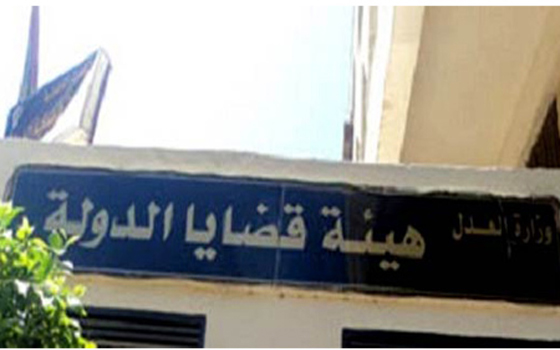 وزارة العدل
هيئة قضايا الدولة